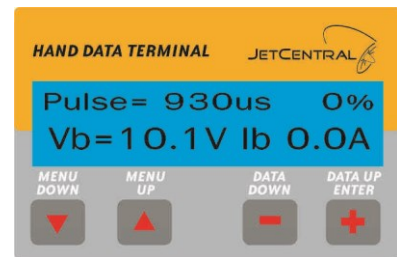 HAND DATA TERMINAL JETCENTRAL
Pulse= 930us 0%
Vb=10.1V Ib 0.0A
MENU DOWN MENU UP DATA DOWN DATA UP ENTER